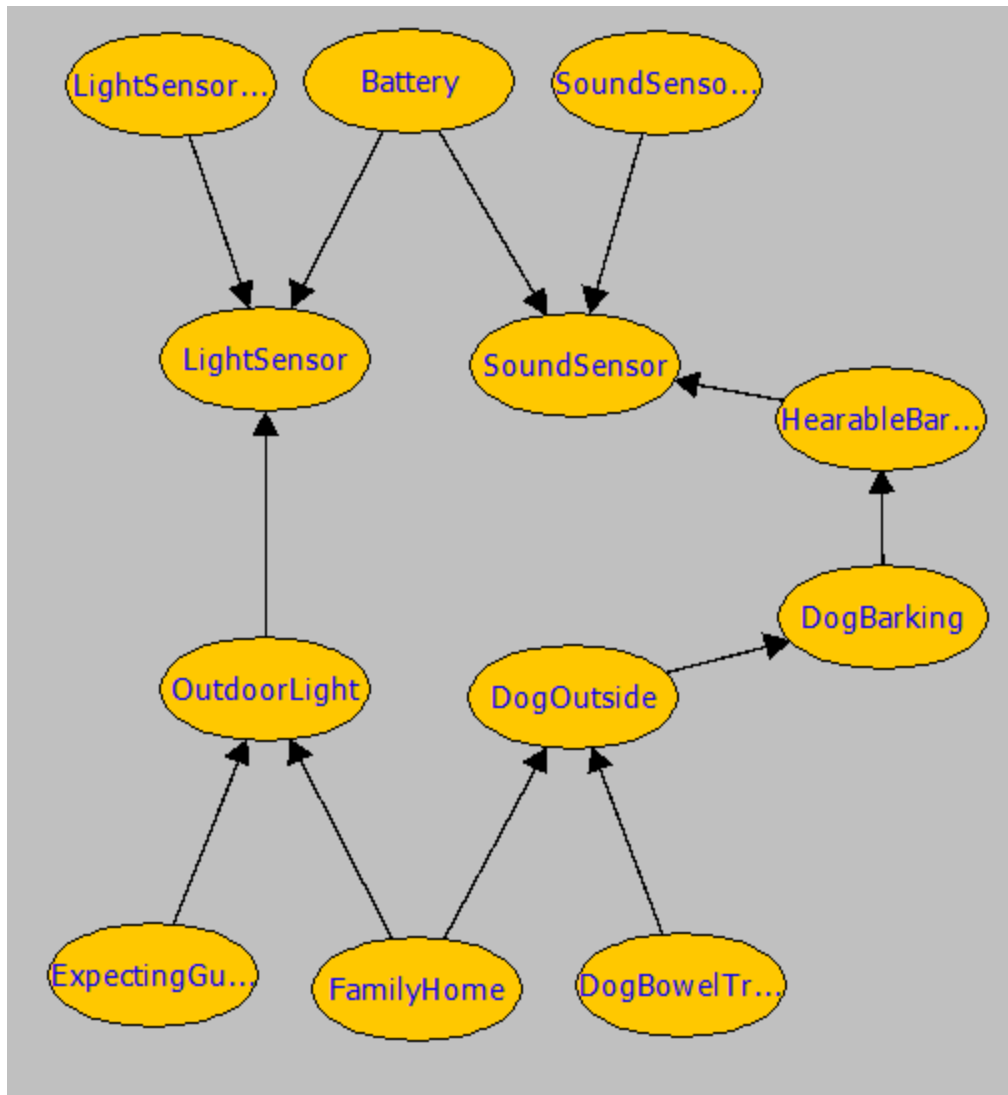 LightSensor...
Battery
SoundSenso...
LightSensor
SoundSensor
HearableBar...
DogBarking
OutdoorLight
DogOutside
ExpectingGu...
FamilyHome
DogBowelTr...